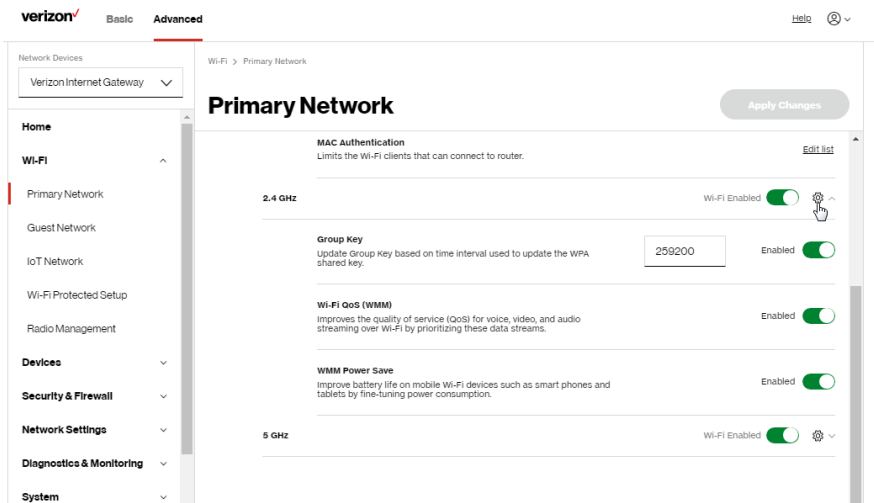 verizon✓ Basic Advanced Help
Network Devices
Verizon Internet Gateway
Home
Wi-Fi
Primary Network
Guest Network
IoT Network
Wi-Fi Protected Setup
Radio Management
Devices
Security & Firewall
Network Settings
Diagnostics & Monitoring
System
Wi-Fi > Primary Network
Primary Network Apply Changes
MAC Authentication
Limits the Wi-Fi clients that can connect to router. Edit list
2.4 GHz Wi-Fi Enabled
Group Key
Update Group Key based on time interval used to update the WPA
shared key.
259200 Enabled
Wi-Fi QoS (WMM)
Improves the quality of service (QoS) for voice, video, and audio
streaming over Wi-Fi by prioritizing these data streams.
Enabled
WMM Power Save
Improve battery life on mobile Wi-Fi devices such as smart phones and
tablets by fine-tuning power consumption.
Enabled
5 GHz Wi-Fi Enabled